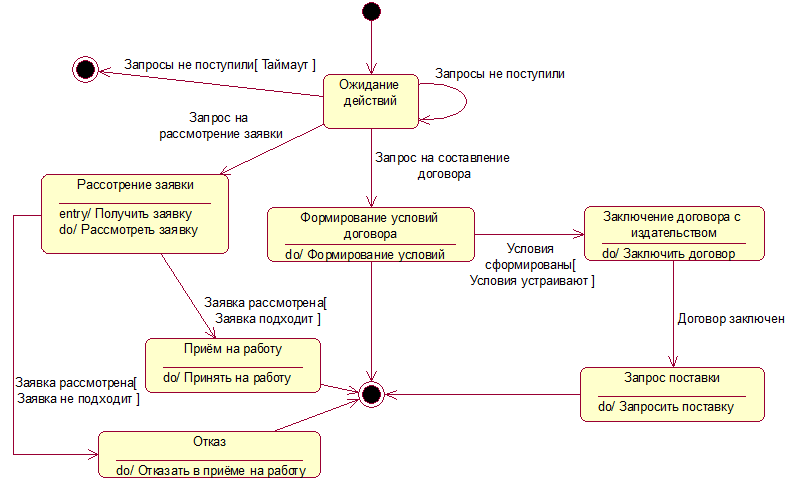 Запросы не поступили[ Таймаут ]
Ожидание
действий
Запросы не поступили
Запрос на
рассмотрение заявки
Запрос на составление
договора
Рассотрение заявки
entry/ Получить заявку
do/ Рассмотреть заявку
Формирование условий
договора
do/ Формирование условий
Условия
сформированы[
Условия устраивают ]
Заключение договора с
издательством
do/ Заключить договор
Заявка рассмотрена[
Заявка подходит ]
Договор заключен
Приём на работу
do/ Принять на работу
Запрос поставки
do/ Запросить поставку
Заявка рассмотрена[
Заявка не подходит ]
Отказ
do/ Отказать в приёме на работу